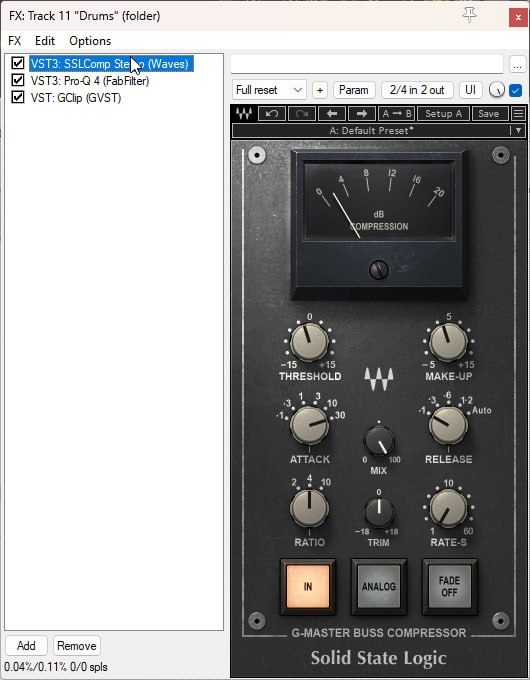 FX: Track 11 "Drums" (folder)
x
FX Edit Options
VST3: SSLComp Stereo (Waves)
VST3: Pro-Q 4 (FabFilter)
VST: GClip (GVST)
...
Full reset + Param 2/4 in 2 out UI
A → B Setup A Save
A: Default Preset*
0 4 8 12 16 20
dB
COMPRESSION
0 5
-15 +15 -5 +15
THRESHOLD MAKE-UP
.1 .3 1 3 10 30 .1 .3 .6 1.2 Auto
ATTACK RELEASE
0 100
MIX
2 4 10 0 10
-18 +18 1 60
RATIO TRIM RATE-S
IN ANALOG FADE OFF
G-MASTER BUSS COMPRESSOR
Solid State Logic
Add Remove
0.04%/0.11% 0/0 spls